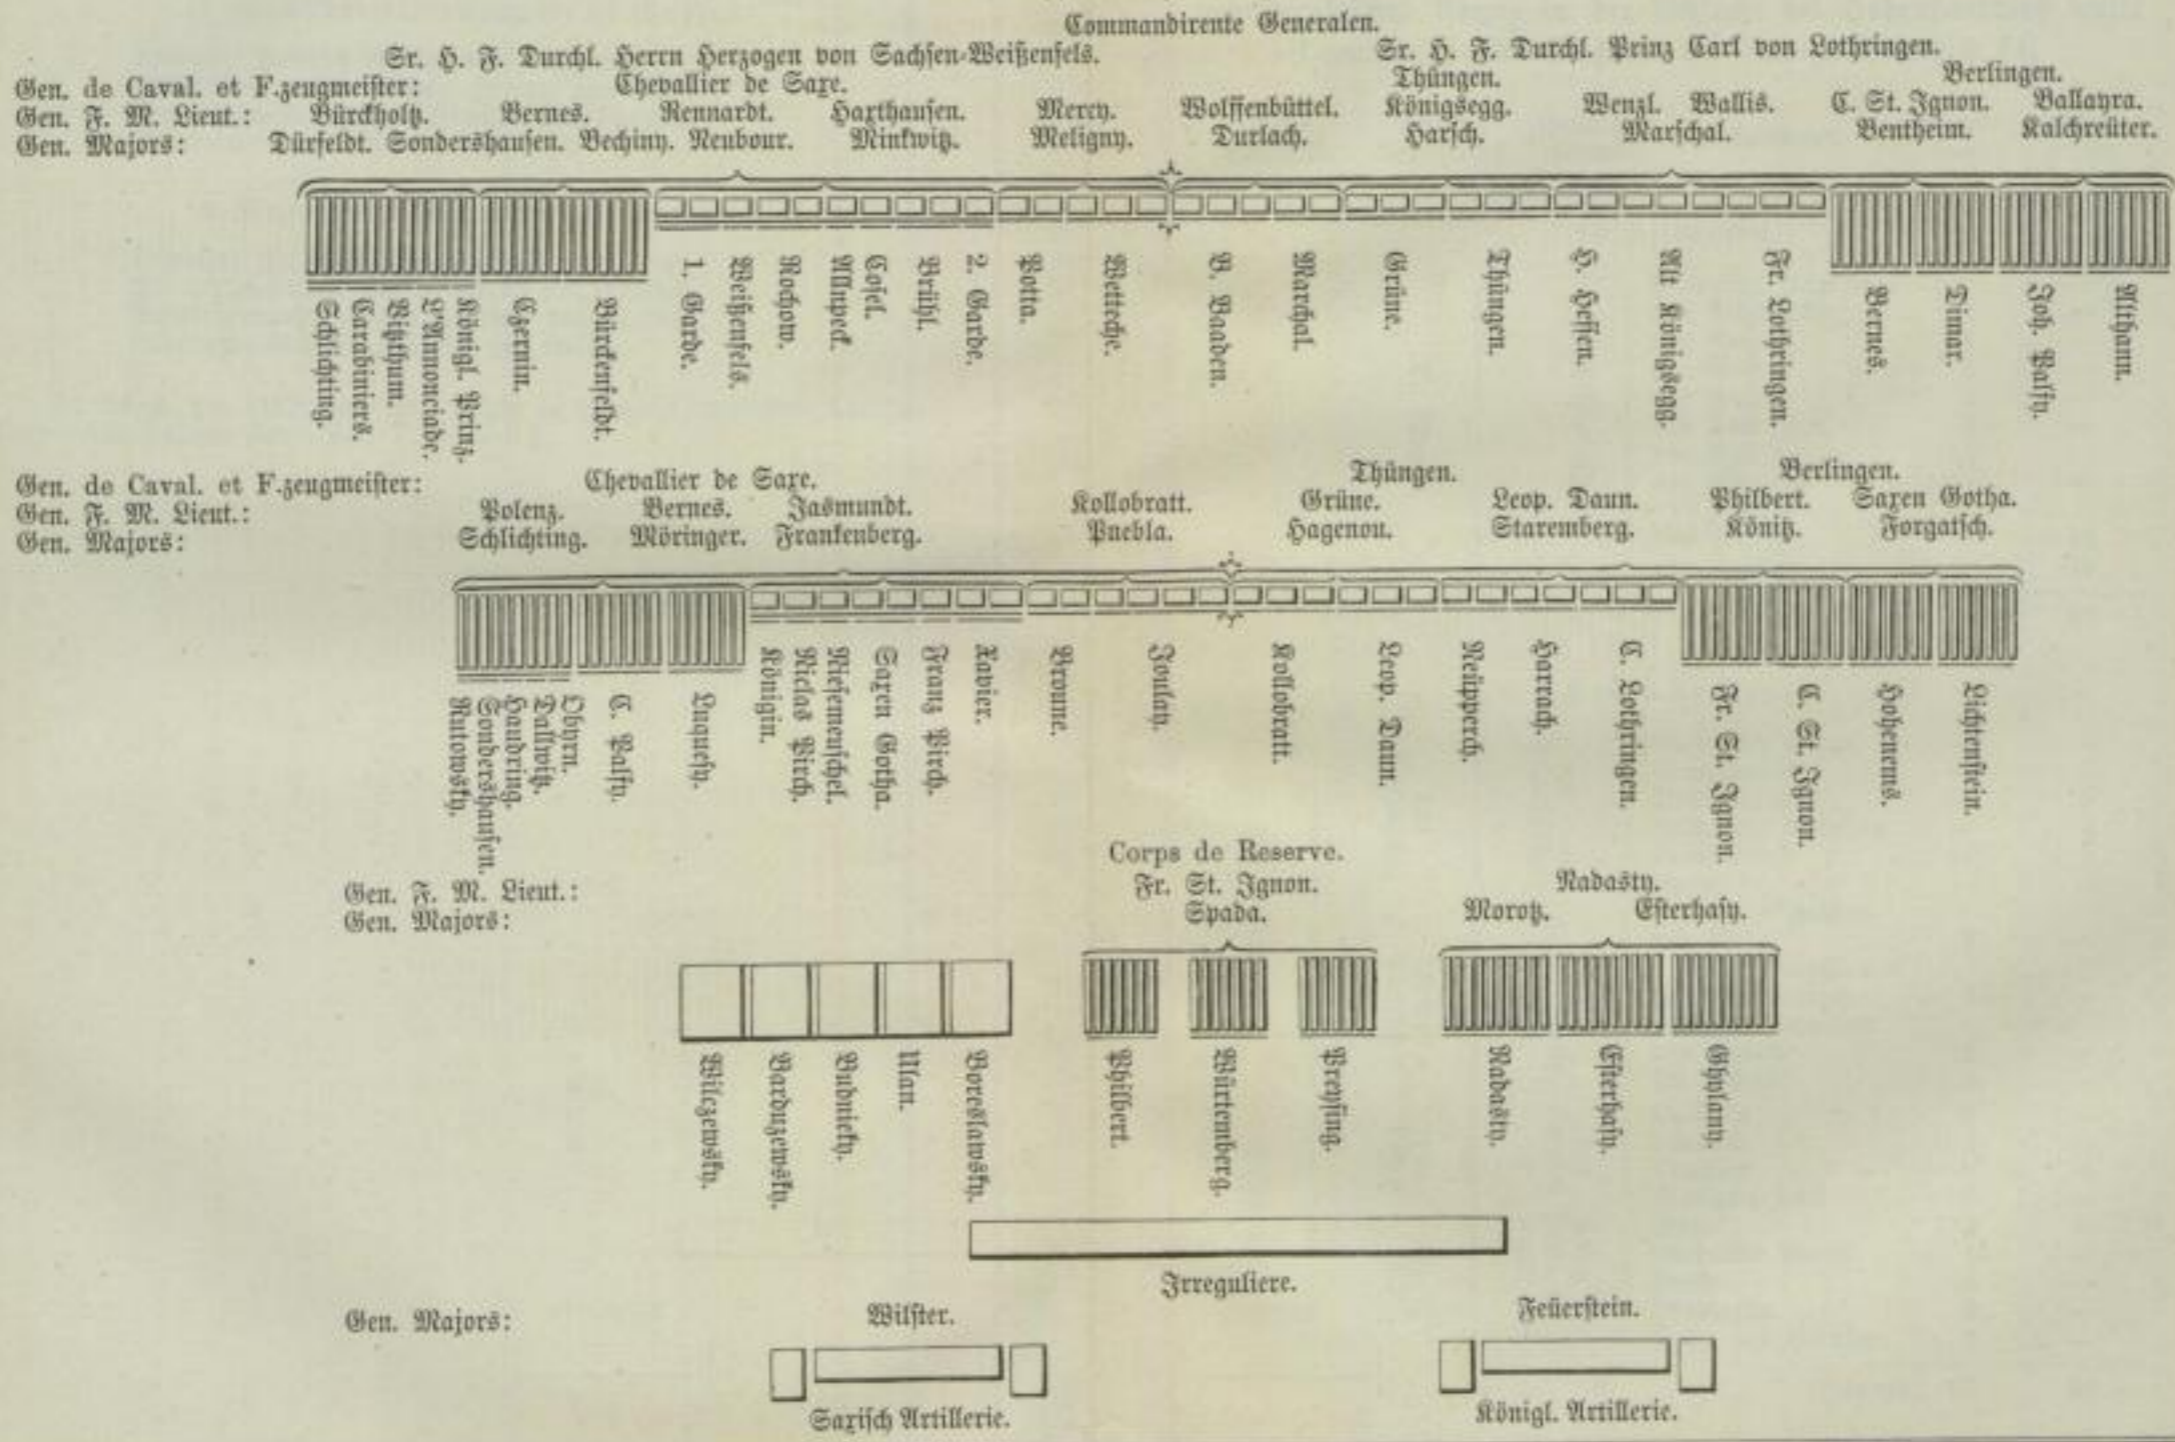 Commandirente Generalen.
Sr. H. F. Durchl. Herrn Herzogen von Sachsen-Weißenfels. Sr. H. F. Durchl. Prinz Carl von Lothringen.
Gen. de Caval. et F.zeugmeister: Chevallier de Saxe. Thüngen. Berlingen.
Gen. F. M. Lieut.: Bürckholtz. Bernes. Rennardt. Harthausen. Mercy. Wolffenbüttel. Königsegg. Wenzl. Wallis. C. St. Ignon. Ballayra.
Gen. Majors: Dürfeldt. Sondershausen. Bechiny. Neubour. Minkwitz. Meligny. Durlach. Harsch. Marschal. Bentheim. Kalchreüter.
Schlichting.
Carabiniers.
Vitzthum.
L'Annonciade.
Königl. Prinz.
Czernin.
Bürckenfeldt.
1. Garde.
Weißenfels.
Rochow.
Allnpeck.
Cosel.
Brühl.
2. Garde.
Botta.
Betteche.
B. Baaden.
Marchal.
Grüne.
Thüngen.
H. Hessen.
Alt Königsegg.
Fr. Lothringen.
Bernes.
Dimar.
Joh. Palfy.
Althann.
Gen. de Caval. et F.zeugmeister: Chevallier de Saxe. Thüngen. Berlingen.
Gen. F. M. Lieut.: Polenz. Bernes. Jasmundt. Kollobratt. Grüne. Leop. Daun. Philbert. Saxen Gotha.
Gen. Majors: Schlichting. Möringer. Frankenberg. Puebla. Hagenou. Staremberg. Könitz. Forgatsch.
Rutowsky.
Sondershausen.
Haudring.
Dallwitz.
Obyrn.
C. Palfy.
Luquesy.
Königin.
Niclas Pirch.
Niesemeuschel.
Saxen Gotha.
Franz Pirch.
Xavier.
Broune.
Joulay.
Kollobratt.
Leop. Daun.
Neüpperch.
Harrach.
C. Lothringen.
Fr. St. Ignon.
C. St. Ignon.
Hohenems.
Lichtenstein.
Corps de Reserve.
Gen. F. M. Lieut.: Fr. St. Ignon. Nadasty.
Gen. Majors: Spada. Morotz. Esterhasy.
Wilczewsky.
Bardnzewsky.
Budnicky.
Ulan.
Boreslawsky.
Philbert.
Würtemberg.
Preysing.
Nadasty.
Esterhasy.
Ghylany.
Irreguliere.
Gen. Majors: Wilster. Feüerstein.
Saxisch Artillerie. Königl. Artillerie.